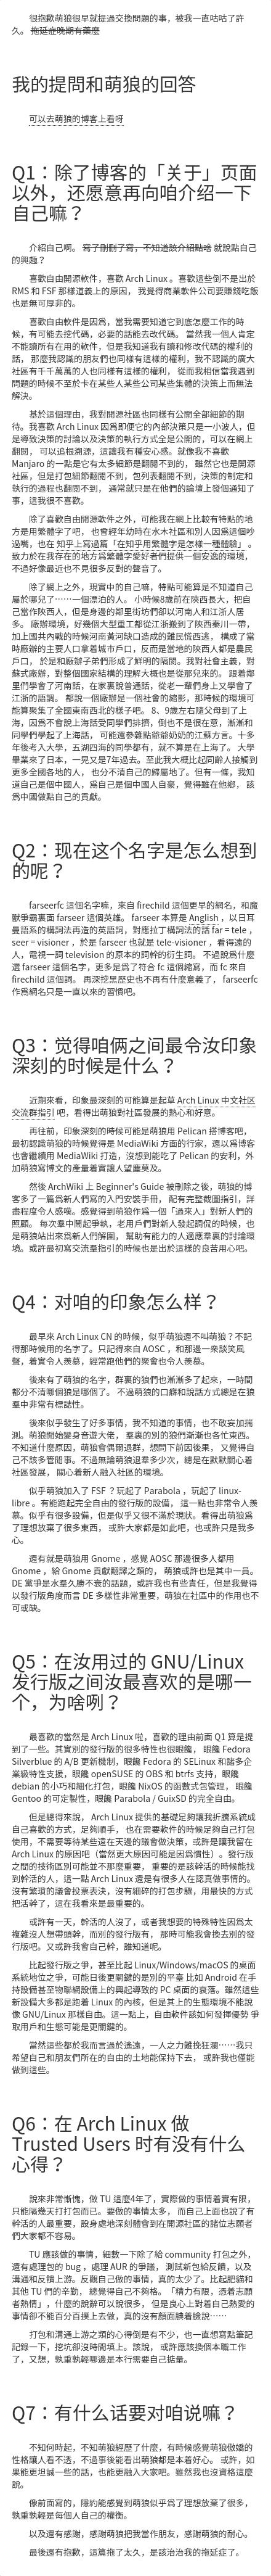 很抱歉萌狼很早就提過交換問題的事，被我一直咕咕了許
久。 拖延症晚期有藥麼
我的提問和萌狼的回答
可以去萌狼的博客上看呀
Q1：除了博客的「关于」页面
以外，还愿意再向咱介绍一下
自己嘛？
介紹自己啊。 寫了刪刪了寫，不知道該介紹點啥 就說點自己
的興趣？
喜歡自由開源軟件，喜歡 Arch Linux 。喜歡這些倒不是出於
RMS 和 FSF 那樣道義上的原因， 我覺得商業軟件公司要賺錢吃飯
也是無可厚非的。
喜歡自由軟件是因爲，當我需要知道它到底怎麼工作的時
候，有可能去挖代碼，必要的話能去改代碼。 當然我一個人肯定
不能讀所有在用的軟件，但是我知道我有讀和修改代碼的權利的
話， 那麼我認識的朋友們也同樣有這樣的權利，我不認識的廣大
社區有千千萬萬的人也同樣有這樣的權利， 從而我相信當我遇到
問題的時候不至於卡在某些人某些公司某些集體的決策上而無法
解決。
基於這個理由，我對開源社區也同樣有公開全部細節的期
待。我喜歡 Arch Linux 因爲即便它的內部決策只是一小波人，但
是導致決策的討論以及決策的執行方式全是公開的，可以在網上
翻閱， 可以追根溯源，這讓我有種安心感。就像我不喜歡
Manjaro 的一點是它有太多細節是翻閱不到的， 雖然它也是開源
社區，但是打包細節翻閱不到，包列表翻閱不到，決策的制定和
執行的過程也翻閱不到， 通常就只是在他們的論壇上發個通知了
事，這我很不喜歡。
除了喜歡自由開源軟件之外，可能我在網上比較有特點的地
方是用繁體字了吧， 也曾經年幼時在水木社區和別人因爲這個吵
過嘴，也在 知乎上寫過篇「在知乎用繁體字是怎樣一種體驗」 。
致力於在我存在的地方爲繁體字愛好者們提供一個安逸的環境，
不過好像最近也不見很多反對的聲音了。
除了網上之外，現實中的自己嘛，特點可能算是不知道自己
屬於哪兒了……一個漂泊的人。 小時候8歲前在陝西長大，把自
己當作陝西人，但是身邊的鄰里街坊們卻以河南人和江浙人居
多。 廠辦環境，好幾個大型重工都從江浙搬到了陝西秦川一帶，
加上國共內戰的時候河南黃河缺口造成的難民慌西逃， 構成了當
時廠辦的主要人口拿着城市戶口，反而是當地的陝西人都是農民
戶口， 於是和廠辦子弟們形成了鮮明的隔閡。我對社會主義，對
蘇式廠辦，對整個國家結構的理解大概也是從那兒來的。 跟着鄰
里們學會了河南話，在家裏說普通話，從老一輩們身上又學會了
江浙的語調。 都說一個廠辦是一個社會的縮影，那時候的環境可
能算聚集了全國東南西北的樣子吧。 8、9歲左右隨父母到了上
海，因爲不會說上海話受同學們排擠，倒也不是很在意，漸漸和
同學們學起了上海話， 可能還參雜點爺爺奶奶的江蘇方言。十多
年後考入大學，五湖四海的同學都有，就不算是在上海了。 大學
畢業來了日本，一晃又是7年過去。至此我大概比起同齡人接觸到
更多全國各地的人， 也分不清自己的歸屬地了。但有一條，我知
道自己是個中國人，爲自己是個中國人自豪，覺得雖在他鄉， 該
爲中國做點自己的貢獻。
Q2：现在这个名字是怎么想到
的呢？
farseerfc 這個名字嘛，來自 firechild 這個更早的網名，和魔
獸爭霸裏面 farseer 這個英雄。 farseer 本算是 Anglish ，以日耳
曼語系的構詞法再造的英語詞，對應拉丁構詞法的話 far = tele ，
seer = visioner ，於是 farseer 也就是 tele-visioner ，看得遠的
人，電視一詞 television 的原本的詞幹的衍生詞。 不過說爲什麼
選 farseer 這個名字，更多是爲了符合 fc 這個縮寫，而 fc 來自
firechild 這個詞。 再深挖黑歷史也不再有什麼意義了， farseerfc
作爲網名只是一直以來的習慣吧。
Q3：觉得咱俩之间最令汝印象
深刻的时候是什么？
近期來看，印象最深刻的可能算是起草 Arch Linux 中文社区
交流群指引 吧，看得出萌狼對社區發展的熱心和好意。
再往前，印象深刻的時候可能是萌狼用 Pelican 搭博客吧，
最初認識萌狼的時候覺得是 MediaWiki 方面的行家，還以爲博客
也會繼續用 MediaWiki 打造，沒想到能吃了 Pelican 的安利，外
加萌狼寫博文的產量着實讓人望塵莫及。
然後 ArchWiki 上 Beginner's Guide 被刪除之後，萌狼的博
客多了一篇爲新人們寫的入門安裝手冊， 配有完整截圖指引，詳
盡程度令人感嘆。感覺得到萌狼作爲一個「過來人」對新人們的
照顧。 每次羣中鬧起爭執，老用戶們對新人發起調侃的時候，也
是萌狼站出來爲新人們解圍， 幫助有能力的人適應羣裏的討論環
境。或許最初寫交流羣指引的時候也是出於這樣的良苦用心吧。
Q4：对咱的印象怎么样？
最早來 Arch Linux CN 的時候，似乎萌狼還不叫萌狼？不記
得那時候用的名字了。只記得來自 AOSC ，和那邊一衆談笑風
聲，着實令人羨慕，經常跑他們的聚會也令人羨慕。
後來有了萌狼的名字，群裏的狼們也漸漸多了起來，一時間
都分不清哪個狼是哪個了。 不過萌狼的口癖和說話方式總是在狼
羣中非常有標誌性。
後來似乎發生了好多事情，我不知道的事情，也不敢妄加揣
測。萌狼開始變身音遊大佬， 羣裏的別的狼們漸漸也各忙東西。
不知道什麼原因，萌狼會偶爾退群，想問下前因後果， 又覺得自
己不該多管閒事。不過無論萌狼退羣多少次，總是在默默關心着
社區發展， 關心着新人融入社區的環境。
似乎萌狼加入了 FSF ？玩起了 Parabola ，玩起了 linux-
libre 。有能跑起完全自由的發行版的設備， 這一點也非常令人羨
慕。似乎有很多設備，但是似乎又很不滿於現狀。看得出萌狼爲
了理想放棄了很多東西， 或許大家都是如此吧，也或許只是我多
心。
還有就是萌狼用 Gnome ，感覺 AOSC 那邊很多人都用
Gnome ，給 Gnome 貢獻翻譯之類的， 萌狼或許也是其中一員。
DE 黨爭是水羣久勝不衰的話題，或許我也有些責任，但是我覺得
以發行版角度而言 DE 多樣性非常重要，萌狼在社區中的作用也不
可或缺。
Q5：在汝用过的 GNU/Linux
发行版之间汝最喜欢的是哪一
个，为啥咧？
最喜歡的當然是 Arch Linux 啦，喜歡的理由前面 Q1 算是提
到了一些。其實別的發行版的很多特性也很眼饞， 眼饞 Fedora
Silverblue 的 A/B 更新機制，眼饞 Fedora 的 SELinux 和諸多企
業級特性支援，眼饞 openSUSE 的 OBS 和 btrfs 支持，眼饞
debian 的小巧和細化打包，眼饞 NixOS 的函數式包管理， 眼饞
Gentoo 的可定製性，眼饞 Parabola / GuixSD 的完全自由。
但是總得來說， Arch Linux 提供的基礎足夠讓我折騰系統成
自己喜歡的方式，足夠順手， 也在需要軟件的時候足夠自己打包
使用，不需要等待某些遠在天邊的議會做決策，或許是讓我留在
Arch Linux 的原因吧（當然更大原因可能是因爲慣性）。發行版
之間的技術區別可能並不那麼重要， 重要的是該幹活的時候能找
到幹活的人，這一點 Arch Linux 還是有很多人在認真做事情的。
沒有繁瑣的議會投票表決，沒有細碎的打包步驟，用最快的方式
把活幹了，這在我看來是最重要的。
或許有一天，幹活的人沒了，或者我想要的特殊特性因爲太
複雜沒人想帶頭幹，而別的發行版有， 那時可能我會換去別的發
行版吧。又或許我會自己幹，誰知道呢。
比起發行版之爭，甚至比起 Linux/Windows/macOS 的桌面
系統地位之爭，可能日後更關鍵的是別的平臺 比如 Android 在手
持設備甚至物聯網設備上的興起導致的 PC 桌面的衰落。雖然這些
新設備大多都是跑着 Linux 的內核，但是其上的生態環境不能說
像 GNU/Linux 那樣自由。這一點上，自由軟件該如何發揮優勢 爭
取用戶和生態可能是更關鍵的。
當然這些都於我而言過於遙遠，一人之力難挽狂瀾……我只
希望自己和朋友們所在的自由的土地能保持下去， 或許我也僅能
做到這些。
Q6：在 Arch Linux 做
Trusted Users 时有没有什么
心得？
說來非常慚愧，做 TU 這麼4年了，實際做的事情着實有限，
只能隔幾天打打包而已。要做的事情太多， 而自己上面也說了有
幹活的人最重要，設身處地深刻體會到在開源社區的諸位志願者
們大家都不容易。
TU 應該做的事情，細數一下除了給 community 打包之外，
還有處理包的 bug ，處理 AUR 的爭議， 測試新包給反饋，以及
溝通和反饋上游。反觀自己做的事情，真的太少了。比起肥貓和
其他 TU 們的辛勤， 總覺得自己不夠格。「精力有限，憑着志願
者熱情」，什麼的說辭可以說很多，但是良心上對着自己熱愛的
事情卻不能百分百撲上去做，真的沒有顏面腆着臉說……
打包和溝通上游之類的心得倒是有不少，也一直想寫點筆記
記錄一下，挖坑卻沒時間填上。該說， 或許應該換個本職工作
了，又想，孰重孰輕哪邊是本行需要自己掂量。
Q7：有什么话要对咱说嘛？
不知何時起，不知萌狼經歷了什麼，有時候感覺萌狼傲嬌的
性格讓人看不透，不過事後能看出萌狼都是本着好心。 或許，如
果能更坦誠一些的話，也能更融入大家吧。雖然我也沒資格這麼
說。
像前面寫的，隱約能感覺到萌狼似乎爲了理想放棄了很多，
孰重孰輕是每個人自己的權衡。
以及還有感謝，感謝萌狼把我當作朋友，感謝萌狼的耐心。
最後還有抱歉，這篇拖了太久，是該治治我的拖延症了。